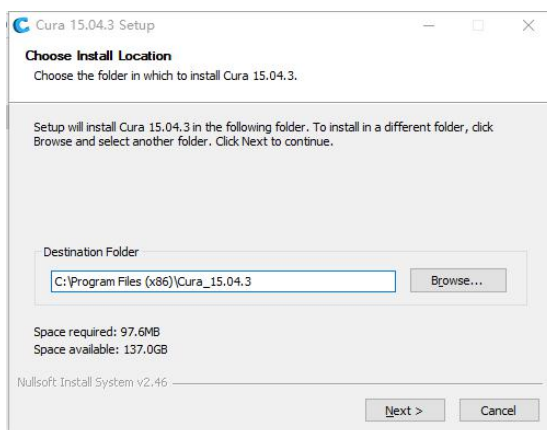 Cura 15.04.3 Setup
Choose Install Location
Choose the folder in which to install Cura 15.04.3.
Setup will install Cura 15.04.3 in the following folder. To install in a different folder, click
Browse and select another folder. Click Next to continue.
Destination Folder
C:\Program Files (x86)\Cura_15.04.3
Browse...
Space required: 97.6MB
Space available: 137.0GB
Nullsoft Install System v2.46
Next >
Cancel